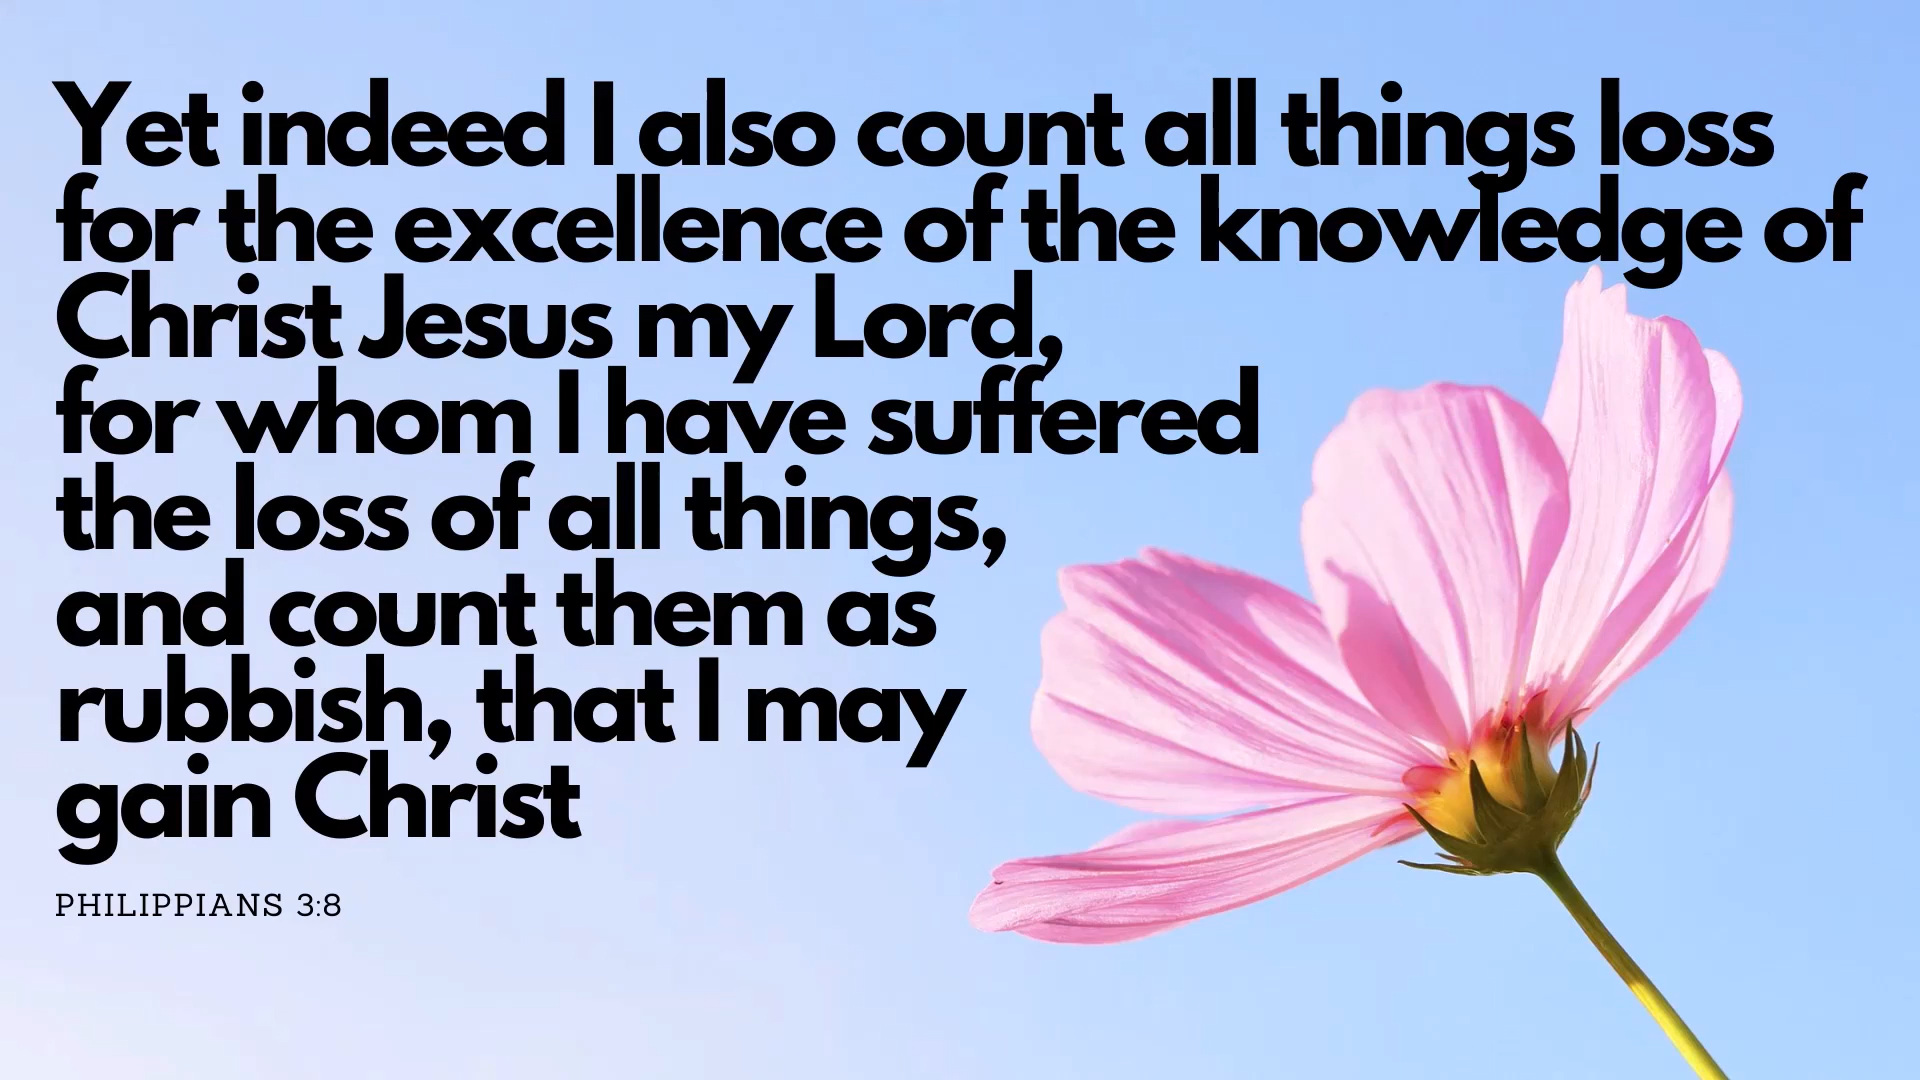 Yet indeed I also count all things loss
for the excellence of the knowledge of
Christ Jesus my Lord,
for whom I have suffered
the loss of all things,
and count them as
rubbish, that I may
gain Christ
PHILIPPIANS 3:8